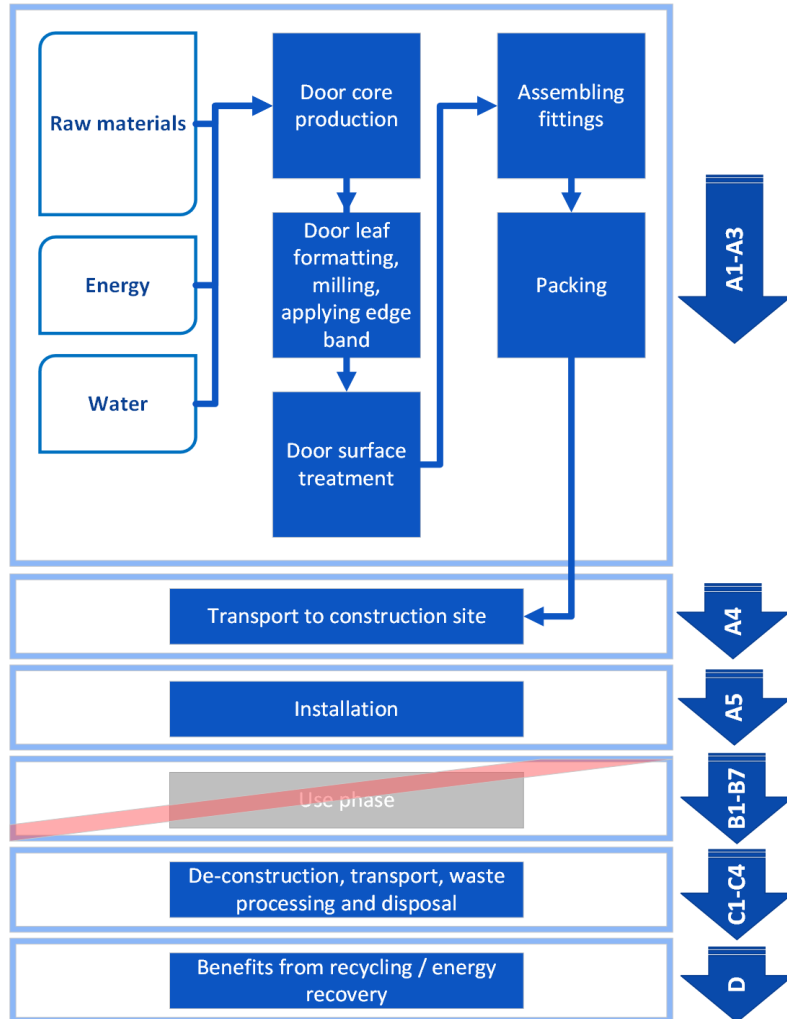 Raw materials
Energy
Water
Door core
production
Door leaf
formatting,
milling,
applying edge
band
Door surface
treatment
Assembling
fittings
Packing
A1-A3
Transport to construction site
A4
Installation
A5
Use phase
B1-B7
De-construction, transport, waste
processing and disposal
C1-C4
Benefits from recycling / energy
recovery
D